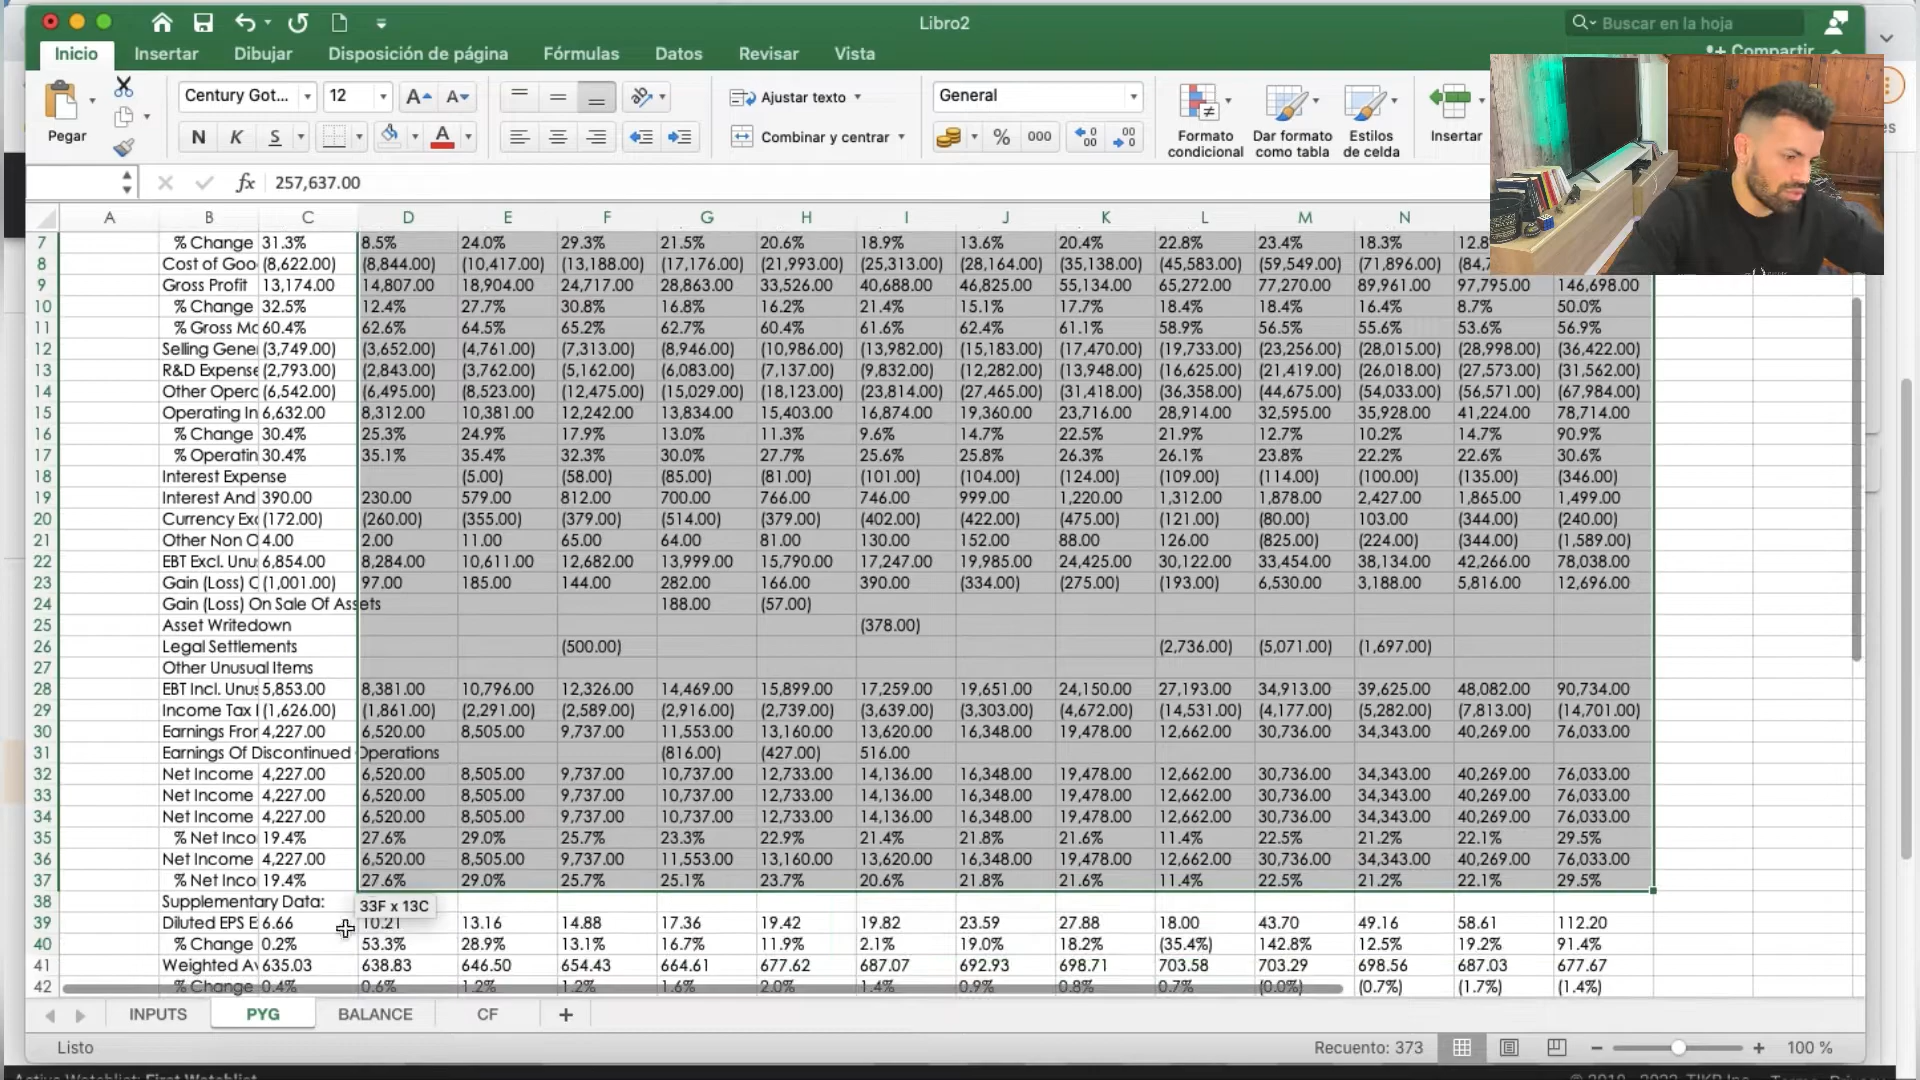 Libro2
Buscar en la hoja
Inicio Insertar Dibujar Disposición de página Fórmulas Datos Revisar Vista
Compartir
Pegar
Century Got... 12 A A
Ajustar texto
General
N K S A
Combinar y centrar
% 000
Formato condicional
Dar formato como tabla
Estilos de celda
Insertar
fx 257,637.00
A B C D E F G H I J K L M N
7 % Change 31.3% 8.5% 24.0% 29.3% 21.5% 20.6% 18.9% 13.6% 20.4% 22.8% 23.4% 18.3% 12.8
8 Cost of Goo (8,622.00) (8,844.00) (10,417.00) (13,188.00) (17,176.00) (21,993.00) (25,313.00) (28,164.00) (35,138.00) (45,583.00) (59,549.00) (71,896.00) (84,7
9 Gross Profit 13,174.00 14,807.00 18,904.00 24,717.00 28,863.00 33,526.00 40,688.00 46,825.00 55,134.00 65,272.00 77,270.00 89,961.00 97,795.00 146,698.00
10 % Change 32.5% 12.4% 27.7% 30.8% 16.8% 16.2% 21.4% 15.1% 17.7% 18.4% 18.4% 16.4% 8.7% 50.0%
11 % Gross Mo 60.4% 62.6% 64.5% 65.2% 62.7% 60.4% 61.6% 62.4% 61.1% 58.9% 56.5% 55.6% 53.6% 56.9%
12 Selling Gene (3,749.00) (3,652.00) (4,761.00) (7,313.00) (8,946.00) (10,986.00) (13,982.00) (15,183.00) (17,470.00) (19,733.00) (23,256.00) (28,015.00) (28,998.00) (36,422.00)
13 R&D Expense (2,793.00) (2,843.00) (3,762.00) (5,162.00) (6,083.00) (7,137.00) (9,832.00) (12,282.00) (13,948.00) (16,625.00) (21,419.00) (26,018.00) (27,573.00) (31,562.00)
14 Other Operc (6,542.00) (6,495.00) (8,523.00) (12,475.00) (15,029.00) (18,123.00) (23,814.00) (27,465.00) (31,418.00) (36,358.00) (44,675.00) (54,033.00) (56,571.00) (67,984.00)
15 Operating In 6,632.00 8,312.00 10,381.00 12,242.00 13,834.00 15,403.00 16,874.00 19,360.00 23,716.00 28,914.00 32,595.00 35,928.00 41,224.00 78,714.00
16 % Change 30.4% 25.3% 24.9% 17.9% 13.0% 11.3% 9.6% 14.7% 22.5% 21.9% 12.7% 10.2% 14.7% 90.9%
17 % Operatin 30.4% 35.1% 35.4% 32.3% 30.0% 27.7% 25.6% 25.8% 26.3% 26.1% 23.8% 22.2% 22.6% 30.6%
18 Interest Expense (5.00) (58.00) (85.00) (81.00) (101.00) (104.00) (124.00) (109.00) (114.00) (100.00) (135.00) (346.00)
19 Interest And 390.00 230.00 579.00 812.00 700.00 766.00 746.00 999.00 1,220.00 1,312.00 1,878.00 2,427.00 1,865.00 1,499.00
20 Currency Exc (172.00) (260.00) (355.00) (379.00) (514.00) (379.00) (402.00) (422.00) (475.00) (121.00) (80.00) 103.00 (344.00) (240.00)
21 Other Non O 4.00 2.00 11.00 65.00 64.00 81.00 130.00 152.00 88.00 126.00 (825.00) (224.00) (344.00) (1,589.00)
22 EBT Excl. Unu 6,854.00 8,284.00 10,611.00 12,682.00 13,999.00 15,790.00 17,247.00 19,985.00 24,425.00 30,122.00 33,454.00 38,134.00 42,266.00 78,038.00
23 Gain (Loss) C (1,001.00) 97.00 185.00 144.00 282.00 166.00 390.00 (334.00) (275.00) (193.00) 6,530.00 3,188.00 5,816.00 12,696.00
24 Gain (Loss) On Sale Of Assets 188.00 (57.00)
25 Asset Writedown (378.00)
26 Legal Settlements (500.00) (2,736.00) (5,071.00) (1,697.00)
27 Other Unusual Items
28 EBT Incl. Unus 5,853.00 8,381.00 10,796.00 12,326.00 14,469.00 15,899.00 17,259.00 19,651.00 24,150.00 27,193.00 34,913.00 39,625.00 48,082.00 90,734.00
29 Income Tax (1,626.00) (1,861.00) (2,291.00) (2,589.00) (2,916.00) (2,739.00) (3,639.00) (3,303.00) (4,672.00) (14,531.00) (4,177.00) (5,282.00) (7,813.00) (14,701.00)
30 Earnings Fror 4,227.00 6,520.00 8,505.00 9,737.00 11,553.00 13,160.00 13,620.00 16,348.00 19,478.00 12,662.00 30,736.00 34,343.00 40,269.00 76,033.00
31 Earnings Of Discontinued Operations (816.00) (427.00) 516.00
32 Net Income 4,227.00 6,520.00 8,505.00 9,737.00 10,737.00 12,733.00 14,136.00 16,348.00 19,478.00 12,662.00 30,736.00 34,343.00 40,269.00 76,033.00
33 Net Income 4,227.00 6,520.00 8,505.00 9,737.00 10,737.00 12,733.00 14,136.00 16,348.00 19,478.00 12,662.00 30,736.00 34,343.00 40,269.00 76,033.00
34 Net Income 4,227.00 6,520.00 8,505.00 9,737.00 10,737.00 12,733.00 14,136.00 16,348.00 19,478.00 12,662.00 30,736.00 34,343.00 40,269.00 76,033.00
35 % Net Inco 19.4% 27.6% 29.0% 25.7% 23.3% 22.9% 21.4% 21.8% 21.6% 11.4% 22.5% 21.2% 22.1% 29.5%
36 Net Income 4,227.00 6,520.00 8,505.00 9,737.00 11,553.00 13,160.00 13,620.00 16,348.00 19,478.00 12,662.00 30,736.00 34,343.00 40,269.00 76,033.00
37 % Net Inco 19.4% 27.6% 29.0% 25.7% 25.1% 23.7% 20.6% 21.8% 21.6% 11.4% 22.5% 21.2% 22.1% 29.5%
38 Supplementary Data:
33F x 13C
39 Diluted EPS E 6.66 10.21 13.16 14.88 17.36 19.42 19.82 23.59 27.88 18.00 43.70 49.16 58.61 112.20
40 % Change 0.2% 53.3% 28.9% 13.1% 16.7% 11.9% 2.1% 19.0% 18.2% (35.4%) 142.8% 12.5% 19.2% 91.4%
41 Weighted Av 635.03 638.83 646.50 654.43 664.61 677.62 687.07 692.93 698.71 703.58 703.29 698.56 687.03 677.67
42 % Change 0.4% 0.6% 1.2% 1.2% 1.6% 2.0% 1.4% 0.9% 0.8% 0.7% (0.0%) (0.7%) (1.7%) (1.4%)
INPUTS PYG BALANCE CF +
Listo
Recuento: 373
100 %